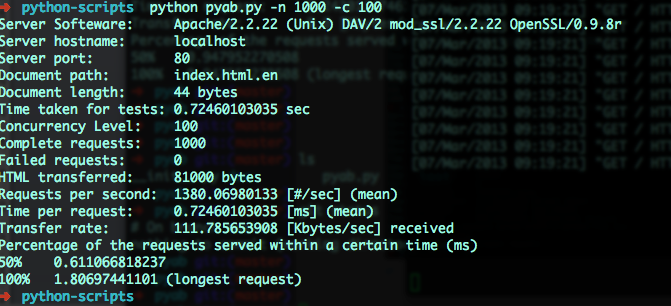 ➜ python-scripts python pyab.py -n 1000 -c 100
Server Softeware: Apache/2.2.22 (Unix) DAV/2 mod_ssl/2.2.22 OpenSSL/0.9.8r
Server hostname: localhost
Server port: 80
Document path: index.html.en
Document length: 44 bytes
Time taken for tests: 0.72460103035 sec
Concurrency Level: 100
Complete requests: 1000
Failed requests: 0
HTML transferred: 81000 bytes
Requests per second: 1380.06980133 [#/sec] (mean)
Time per request: 0.72460103035 [ms] (mean)
Transfer rate: 111.785653908 [Kbytes/sec] received
Percentage of the requests served within a certain time (ms)
50% 0.611066818237
100% 1.80697441101 (longest request)
➜ python-scripts